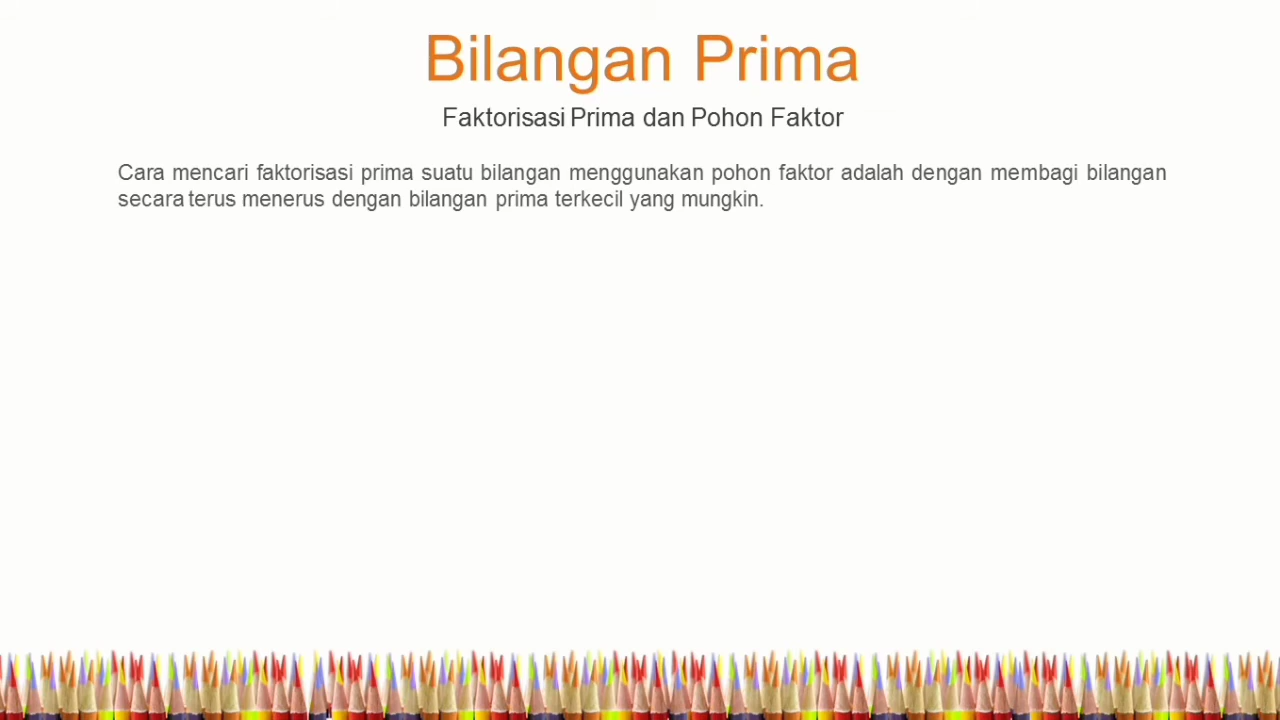 Bilangan Prima
Faktorisasi Prima dan Pohon Faktor
Cara mencari faktorisasi prima suatu bilangan menggunakan pohon faktor adalah dengan membagi bilangan
secara terus menerus dengan bilangan prima terkecil yang mungkin.